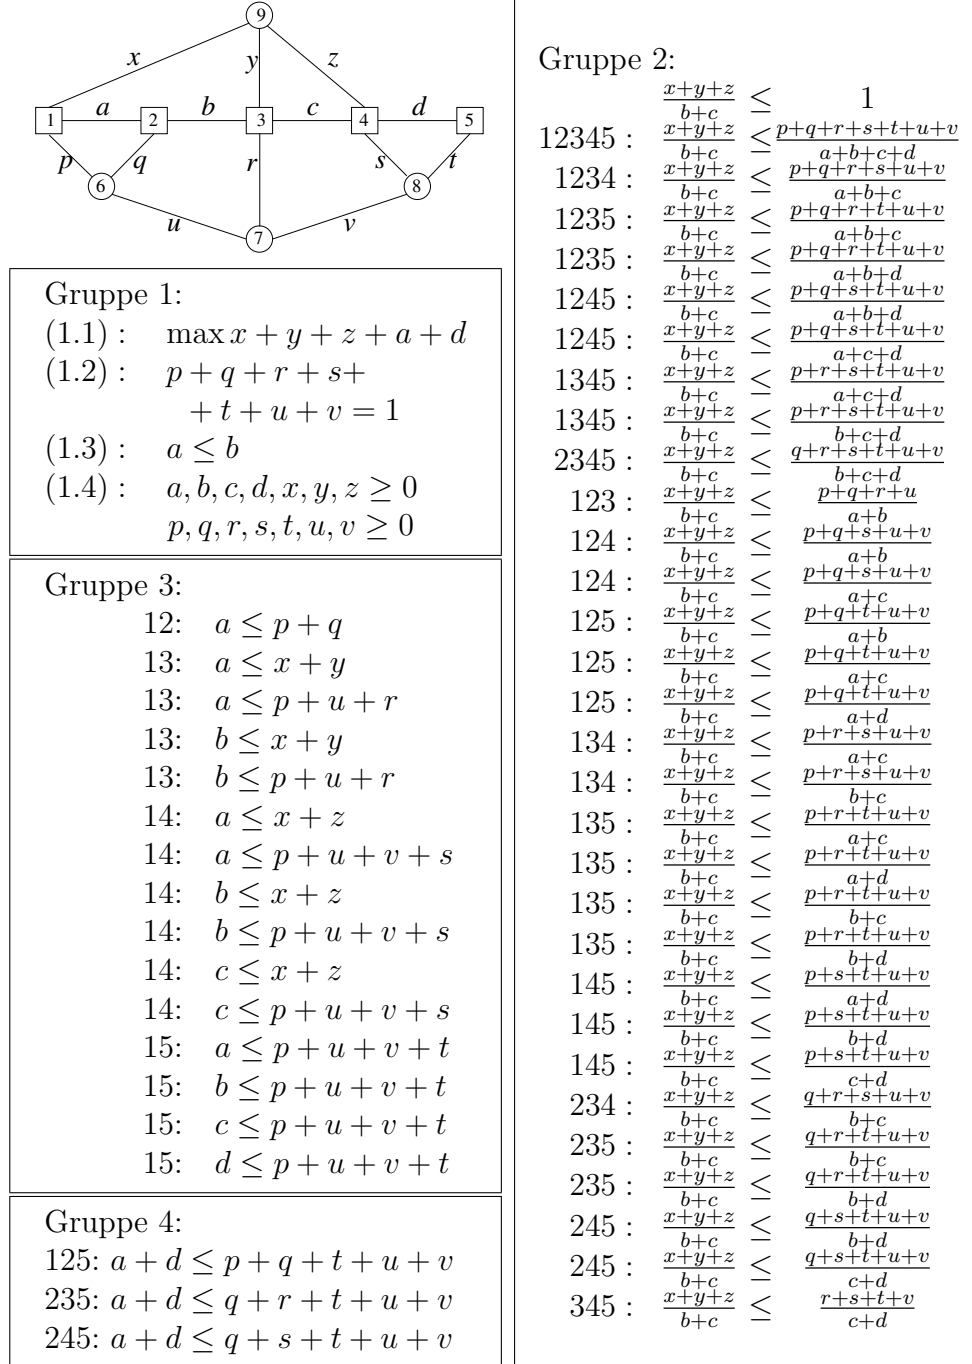 9
x
y
z
1
a
2
b
3
c
4
d
5
p
q
r
s
t
6
8
u
v
7
Gruppe 1:
(1.1) : max x + y + z + a + d
(1.2) : p + q + r + s+
+ t + u + v = 1
(1.3) : a ≤ b
(1.4) : a, b, c, d, x, y, z ≥ 0
p, q, r, s, t, u, v ≥ 0
Gruppe 3:
12: a ≤ p + q
13: a ≤ x + y
13: a ≤ p + u + r
13: b ≤ x + y
13: b ≤ p + u + r
14: a ≤ x + z
14: a ≤ p + u + v + s
14: b ≤ x + z
14: b ≤ p + u + v + s
14: c ≤ x + z
14: c ≤ p + u + v + s
15: a ≤ p + u + v + t
15: b ≤ p + u + v + t
15: c ≤ p + u + v + t
15: d ≤ p + u + v + t
Gruppe 4:
125: a + d ≤ p + q + t + u + v
235: a + d ≤ q + r + t + u + v
245: a + d ≤ q + s + t + u + v
Gruppe 2:
(x+y+z)/(b+c) ≤ 1
12345 : (x+y+z)/(b+c) ≤ (p+q+r+s+t+u+v)/(a+b+c+d)
1234 : (x+y+z)/(b+c) ≤ (p+q+r+s+u+v)/(a+b+c)
1235 : (x+y+z)/(b+c) ≤ (p+q+r+t+u+v)/(a+b+c)
1235 : (x+y+z)/(b+c) ≤ (p+q+r+t+u+v)/(a+b+d)
1245 : (x+y+z)/(b+c) ≤ (p+q+s+t+u+v)/(a+b+d)
1245 : (x+y+z)/(b+c) ≤ (p+q+s+t+u+v)/(a+c+d)
1345 : (x+y+z)/(b+c) ≤ (p+r+s+t+u+v)/(a+c+d)
1345 : (x+y+z)/(b+c) ≤ (p+r+s+t+u+v)/(b+c+d)
2345 : (x+y+z)/(b+c) ≤ (q+r+s+t+u+v)/(b+c+d)
123 : (x+y+z)/(b+c) ≤ (p+q+r+u)/(a+b)
124 : (x+y+z)/(b+c) ≤ (p+q+s+u+v)/(a+b)
124 : (x+y+z)/(b+c) ≤ (p+q+s+u+v)/(a+c)
125 : (x+y+z)/(b+c) ≤ (p+q+t+u+v)/(a+b)
125 : (x+y+z)/(b+c) ≤ (p+q+t+u+v)/(a+c)
125 : (x+y+z)/(b+c) ≤ (p+q+t+u+v)/(a+d)
134 : (x+y+z)/(b+c) ≤ (p+r+s+u+v)/(a+c)
134 : (x+y+z)/(b+c) ≤ (p+r+s+u+v)/(b+c)
135 : (x+y+z)/(b+c) ≤ (p+r+t+u+v)/(a+c)
135 : (x+y+z)/(b+c) ≤ (p+r+t+u+v)/(a+d)
135 : (x+y+z)/(b+c) ≤ (p+r+t+u+v)/(b+c)
135 : (x+y+z)/(b+c) ≤ (p+r+t+u+v)/(b+d)
145 : (x+y+z)/(b+c) ≤ (p+s+t+u+v)/(a+d)
145 : (x+y+z)/(b+c) ≤ (p+s+t+u+v)/(b+d)
145 : (x+y+z)/(b+c) ≤ (p+s+t+u+v)/(c+d)
234 : (x+y+z)/(b+c) ≤ (q+r+s+u+v)/(b+c)
235 : (x+y+z)/(b+c) ≤ (q+r+t+u+v)/(b+c)
235 : (x+y+z)/(b+c) ≤ (q+r+t+u+v)/(b+d)
245 : (x+y+z)/(b+c) ≤ (q+s+t+u+v)/(b+d)
245 : (x+y+z)/(b+c) ≤ (q+s+t+u+v)/(c+d)
345 : (x+y+z)/(b+c) ≤ (r+s+t+v)/(c+d)